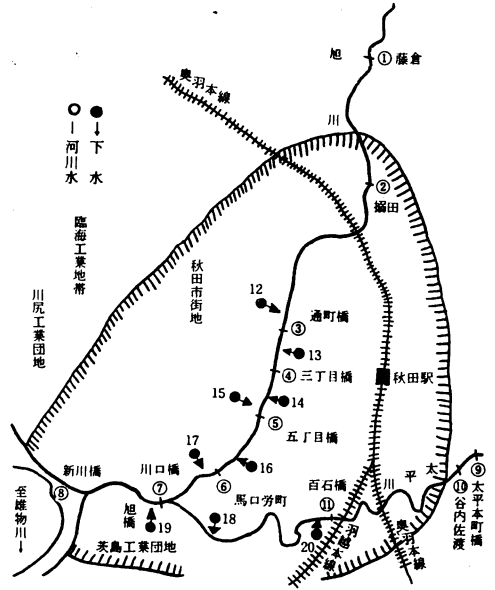 旭
①藤倉
奥羽本線
川
●→下水
○—河川水
②
堀田
臨海工業地帯
川尻工業団地
秋田市街地
12
通町橋
③
13
④三丁目橋
秋田駅
15
14
⑤
五丁目橋
17
16
新川橋
川口橋
⑥
百石橋
川
平
太
⑨太平本町橋
⑩谷内佐渡
⑧
⑦
馬口労町
⑪
至雄物川→
旭橋
19
18
20
羽越本線
奥羽本線
茨島工業団地